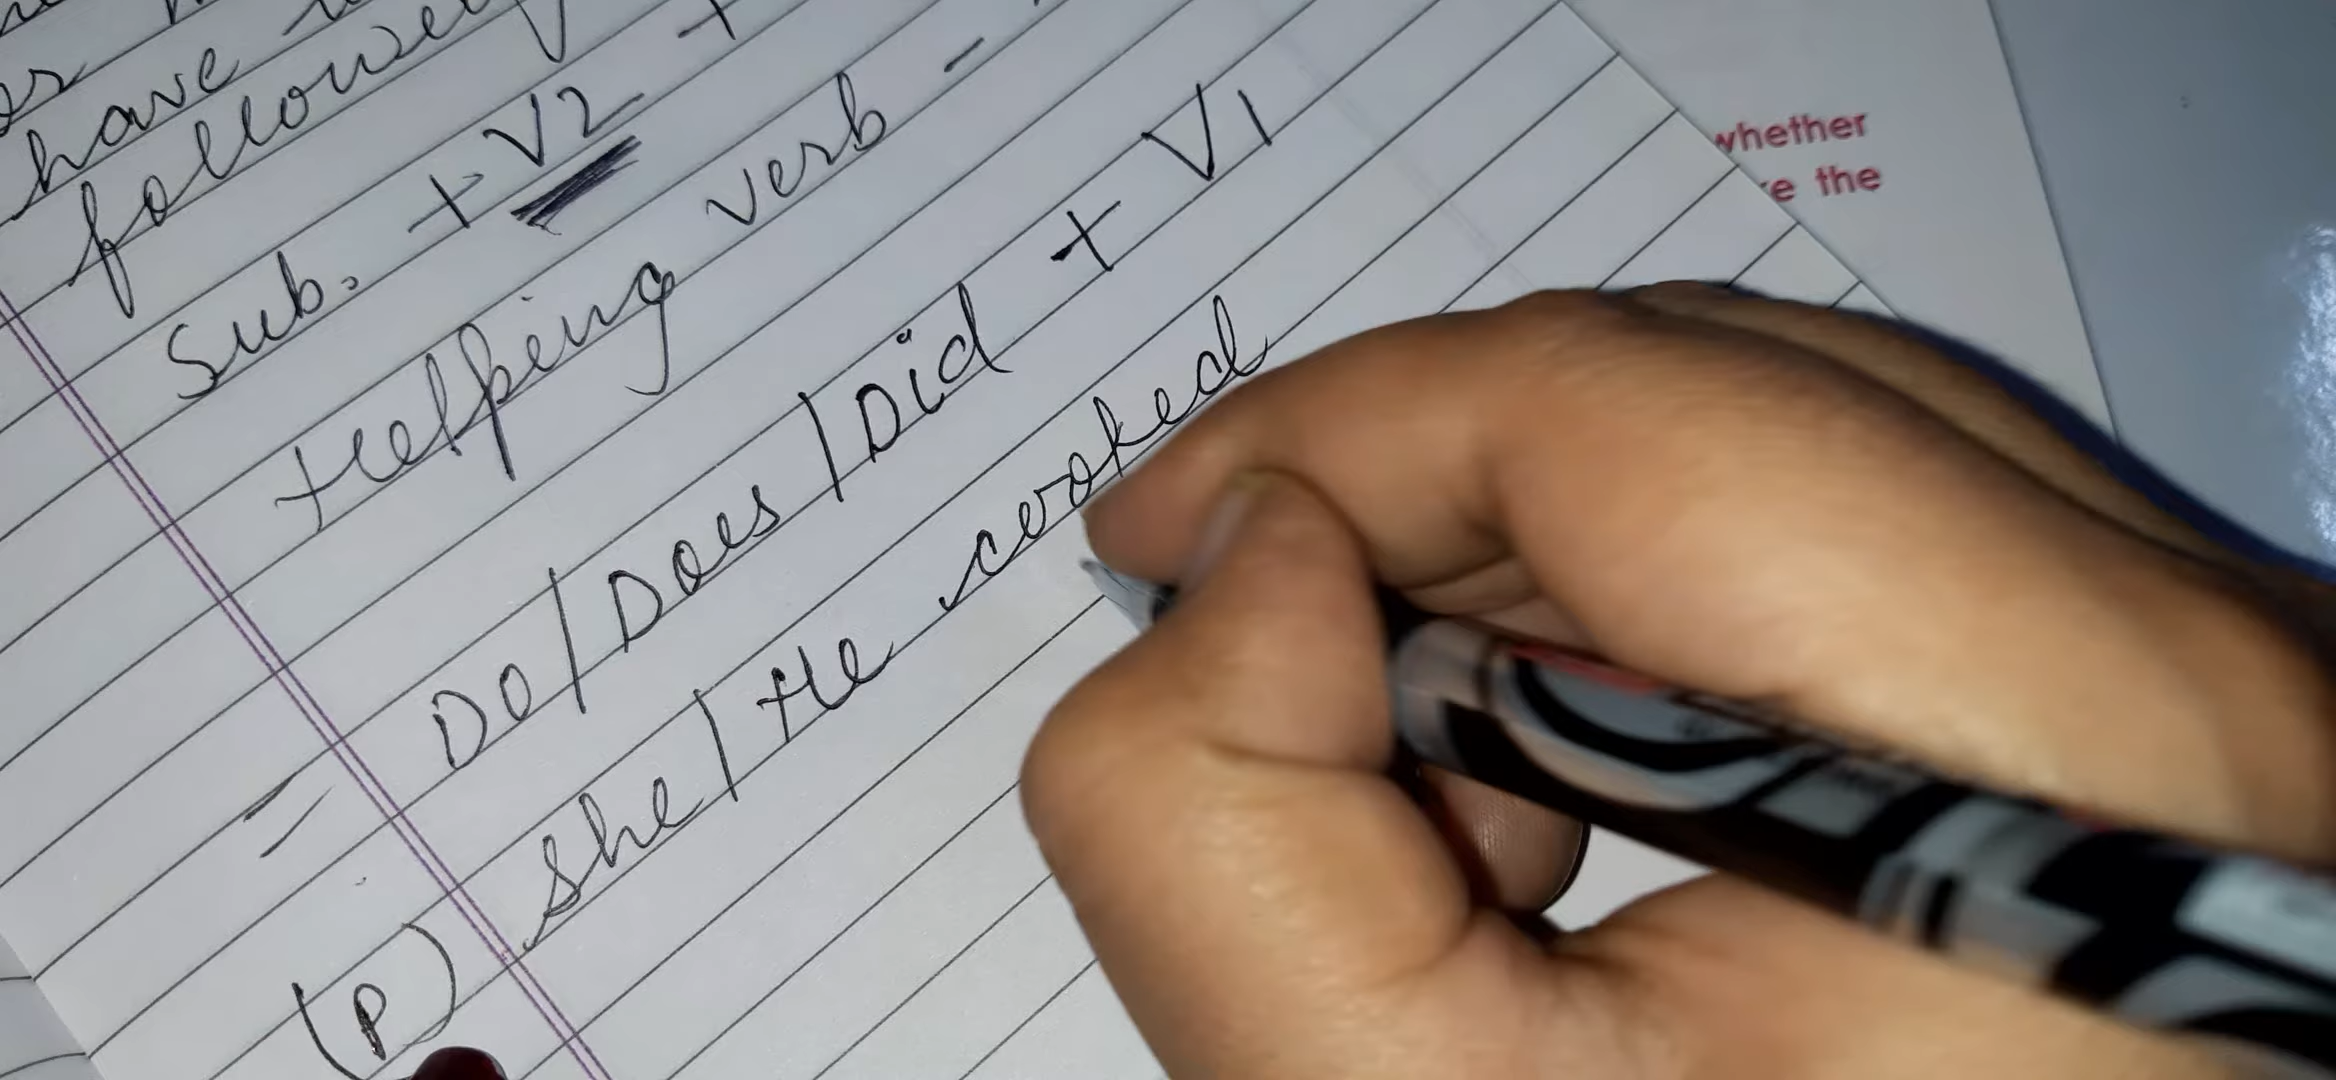 have
followed
Sub. + V2 +
Helping verb -
= Do / Does / Did + V1
(P) She / He cooked
whether
the